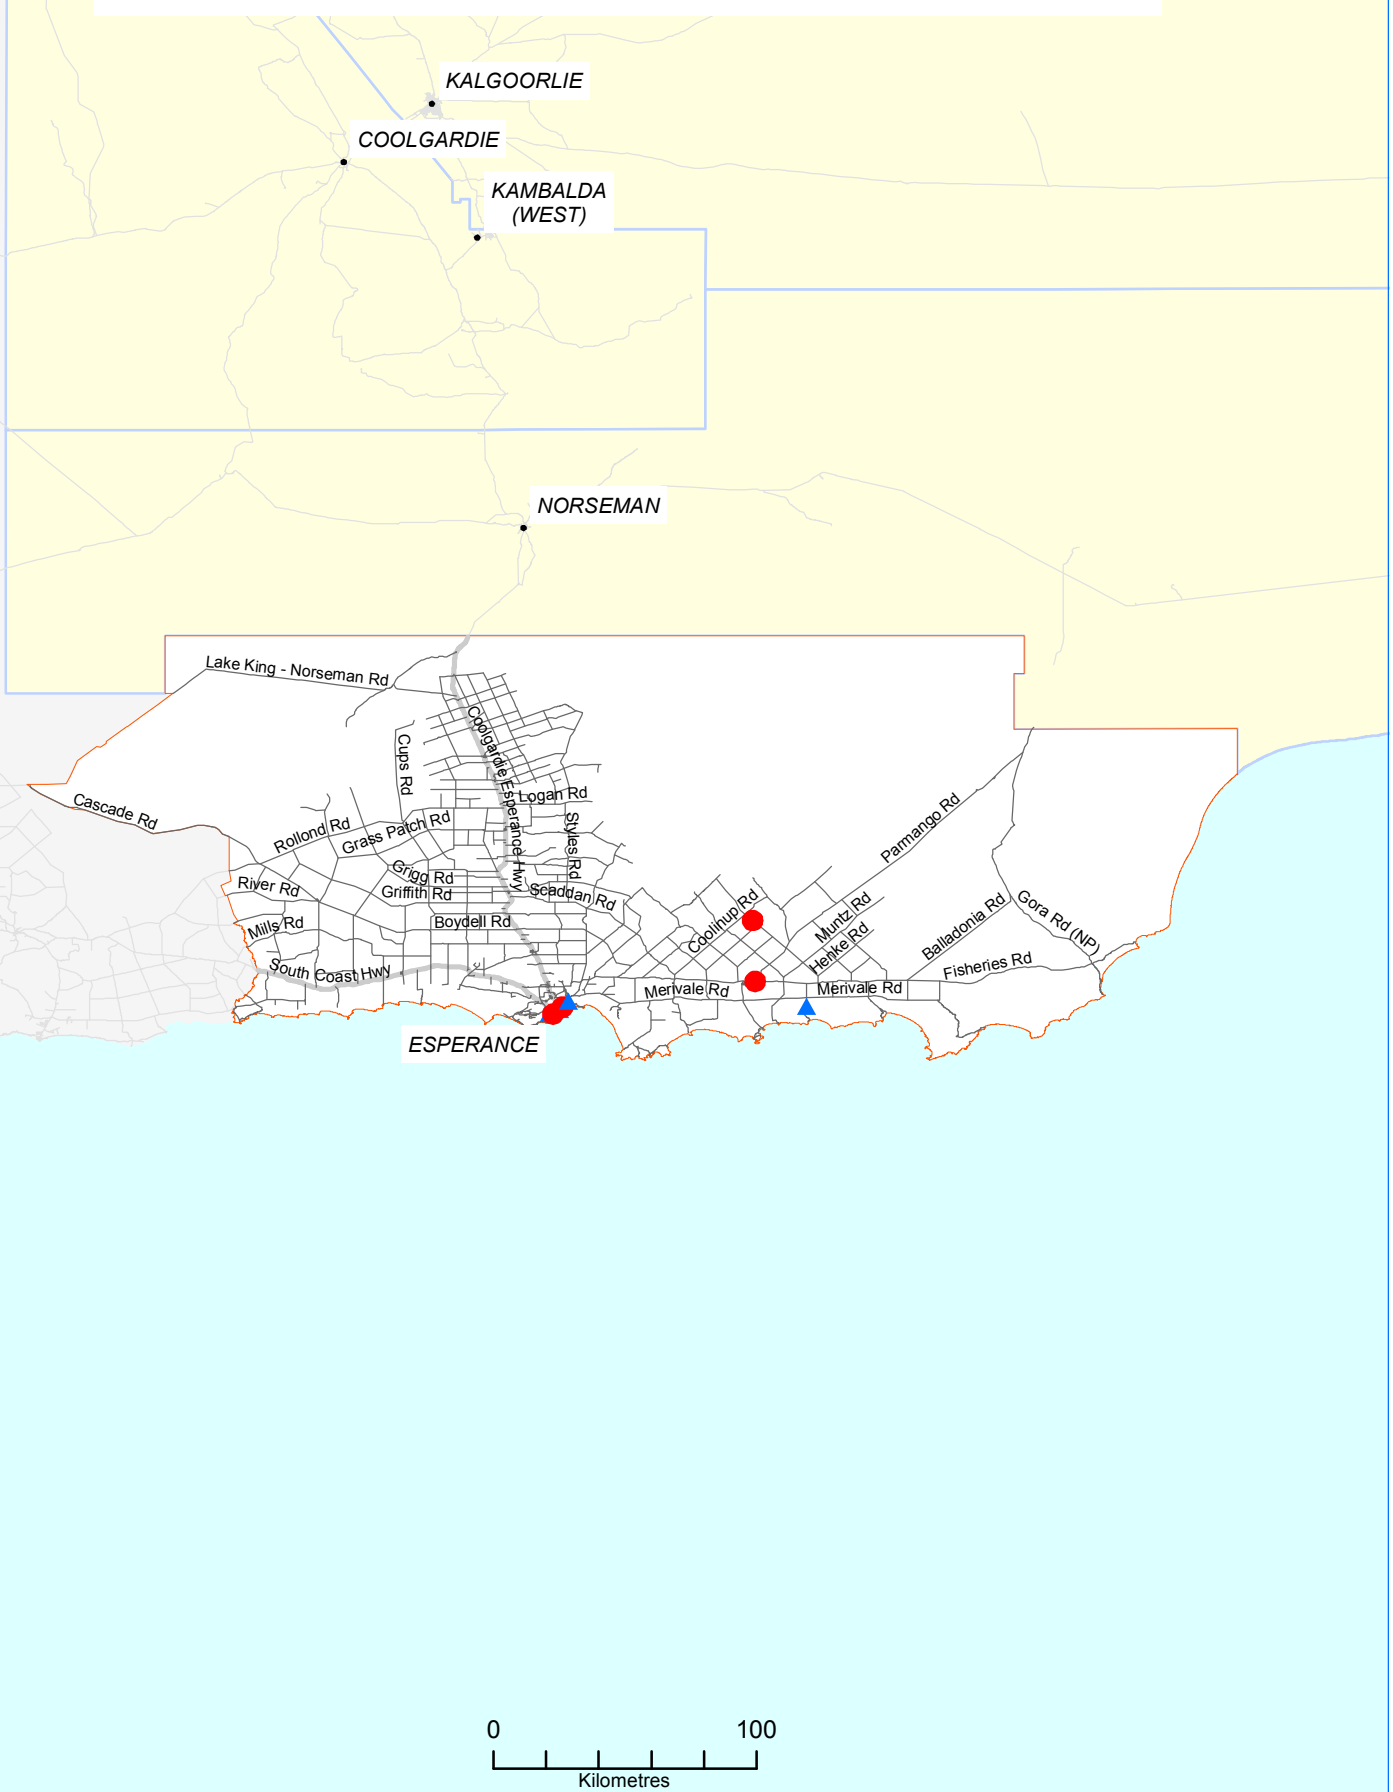 KALGOORLIE
COOLGARDIE
KAMBALDA
(WEST)
NORSEMAN
Lake King - Norseman Rd
Coolgardie Esperance Hwy
Cups Rd
Logan Rd
Cascade Rd
Parmango Rd
Rollond Rd
Grass Patch Rd
Styles Rd
Grigg Rd
River Rd
Griffith Rd
Scaddan Rd
Coolinup Rd
Muntz Rd
Balladonia Rd
Gora Rd (NP)
Mills Rd
Boydell Rd
Henke Rd
South Coast Hwy
Fisheries Rd
Merivale Rd
Merivale Rd
ESPERANCE
0 100
Kilometres